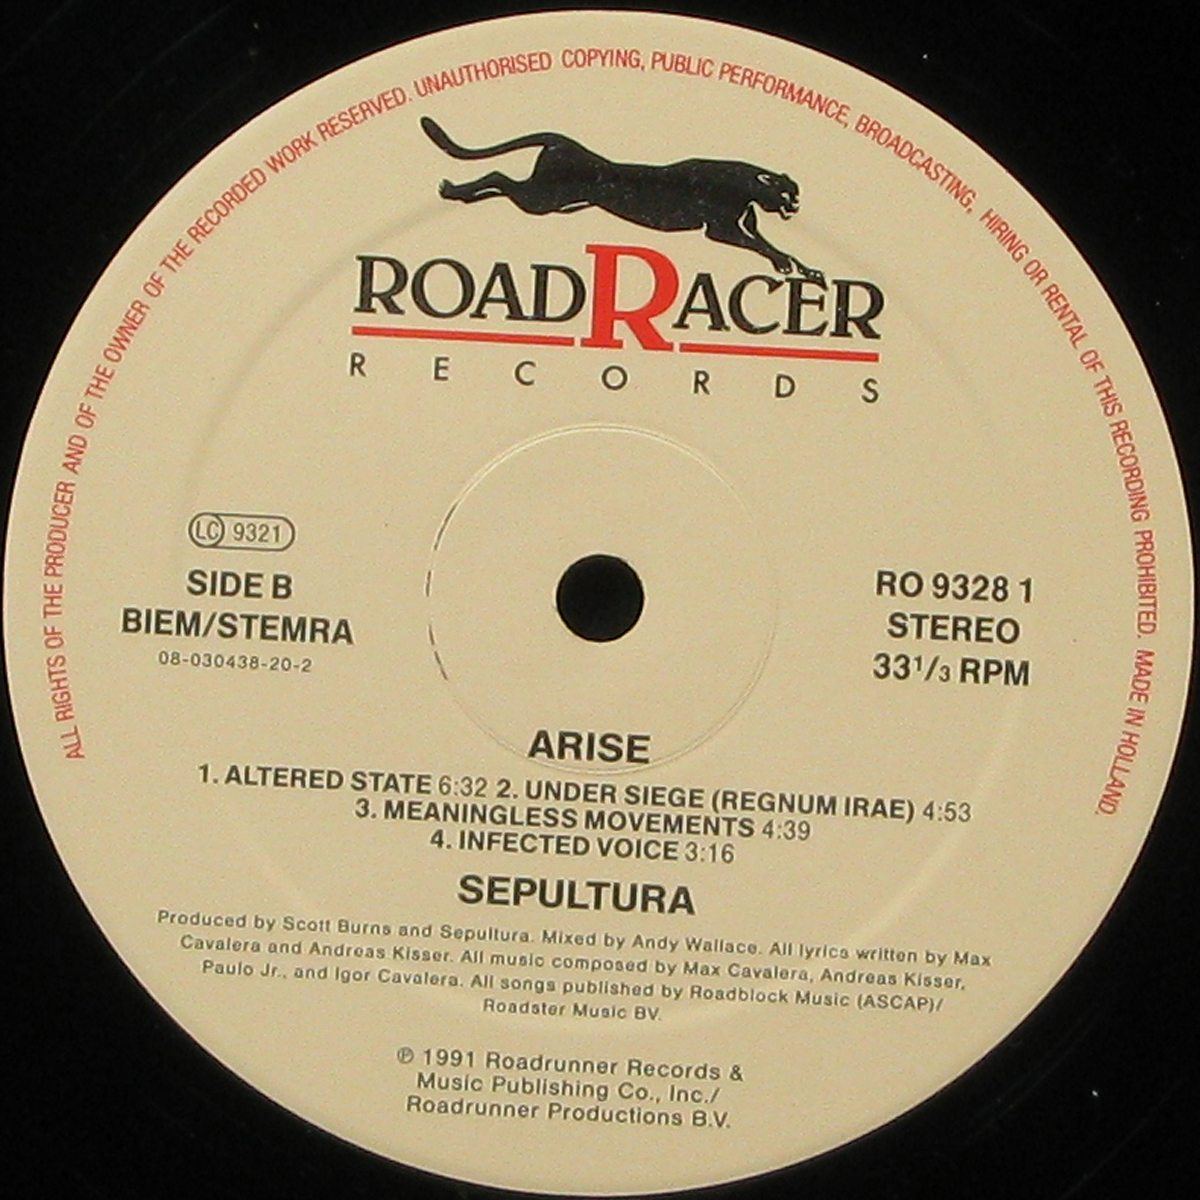 ALL RIGHTS OF THE PRODUCER AND OF THE OWNER OF THE RECORDED WORK RESERVED. UNAUTHORISED COPYING, PUBLIC PERFORMANCE, BROADCASTING, HIRING OR RENTAL OF THIS RECORDING PROHIBITED. MADE IN HOLLAND.
ROADRACER
RECORDS
LC 9321
SIDE B
BIEM/STEMRA
08-030438-20-2
RO 9328 1
STEREO
33 1/3 RPM
ARISE
1. ALTERED STATE 6:32 2. UNDER SIEGE (REGNUM IRAE) 4:53
3. MEANINGLESS MOVEMENTS 4:39
4. INFECTED VOICE 3:16
SEPULTURA
Produced by Scott Burns and Sepultura. Mixed by Andy Wallace. All lyrics written by Max
Cavalera and Andreas Kisser. All music composed by Max Cavalera, Andreas Kisser,
Paulo Jr., and Igor Cavalera. All songs published by Roadblock Music (ASCAP)/
Roadster Music BV.
℗ 1991 Roadrunner Records &
Music Publishing Co., Inc./
Roadrunner Productions B.V.